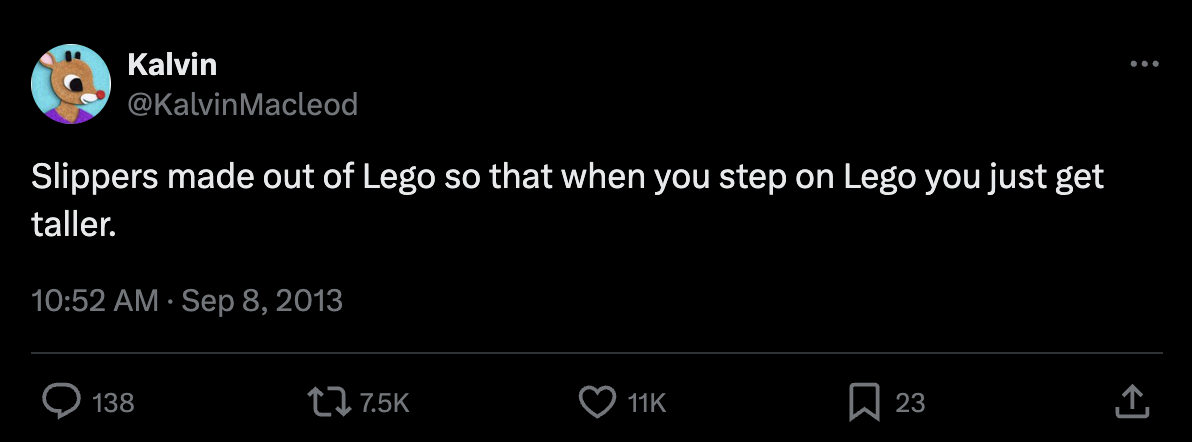 Kalvin
@KalvinMacleod
Slippers made out of Lego so that when you step on Lego you just get
taller.
10:52 AM · Sep 8, 2013
138 7.5K 11K 23